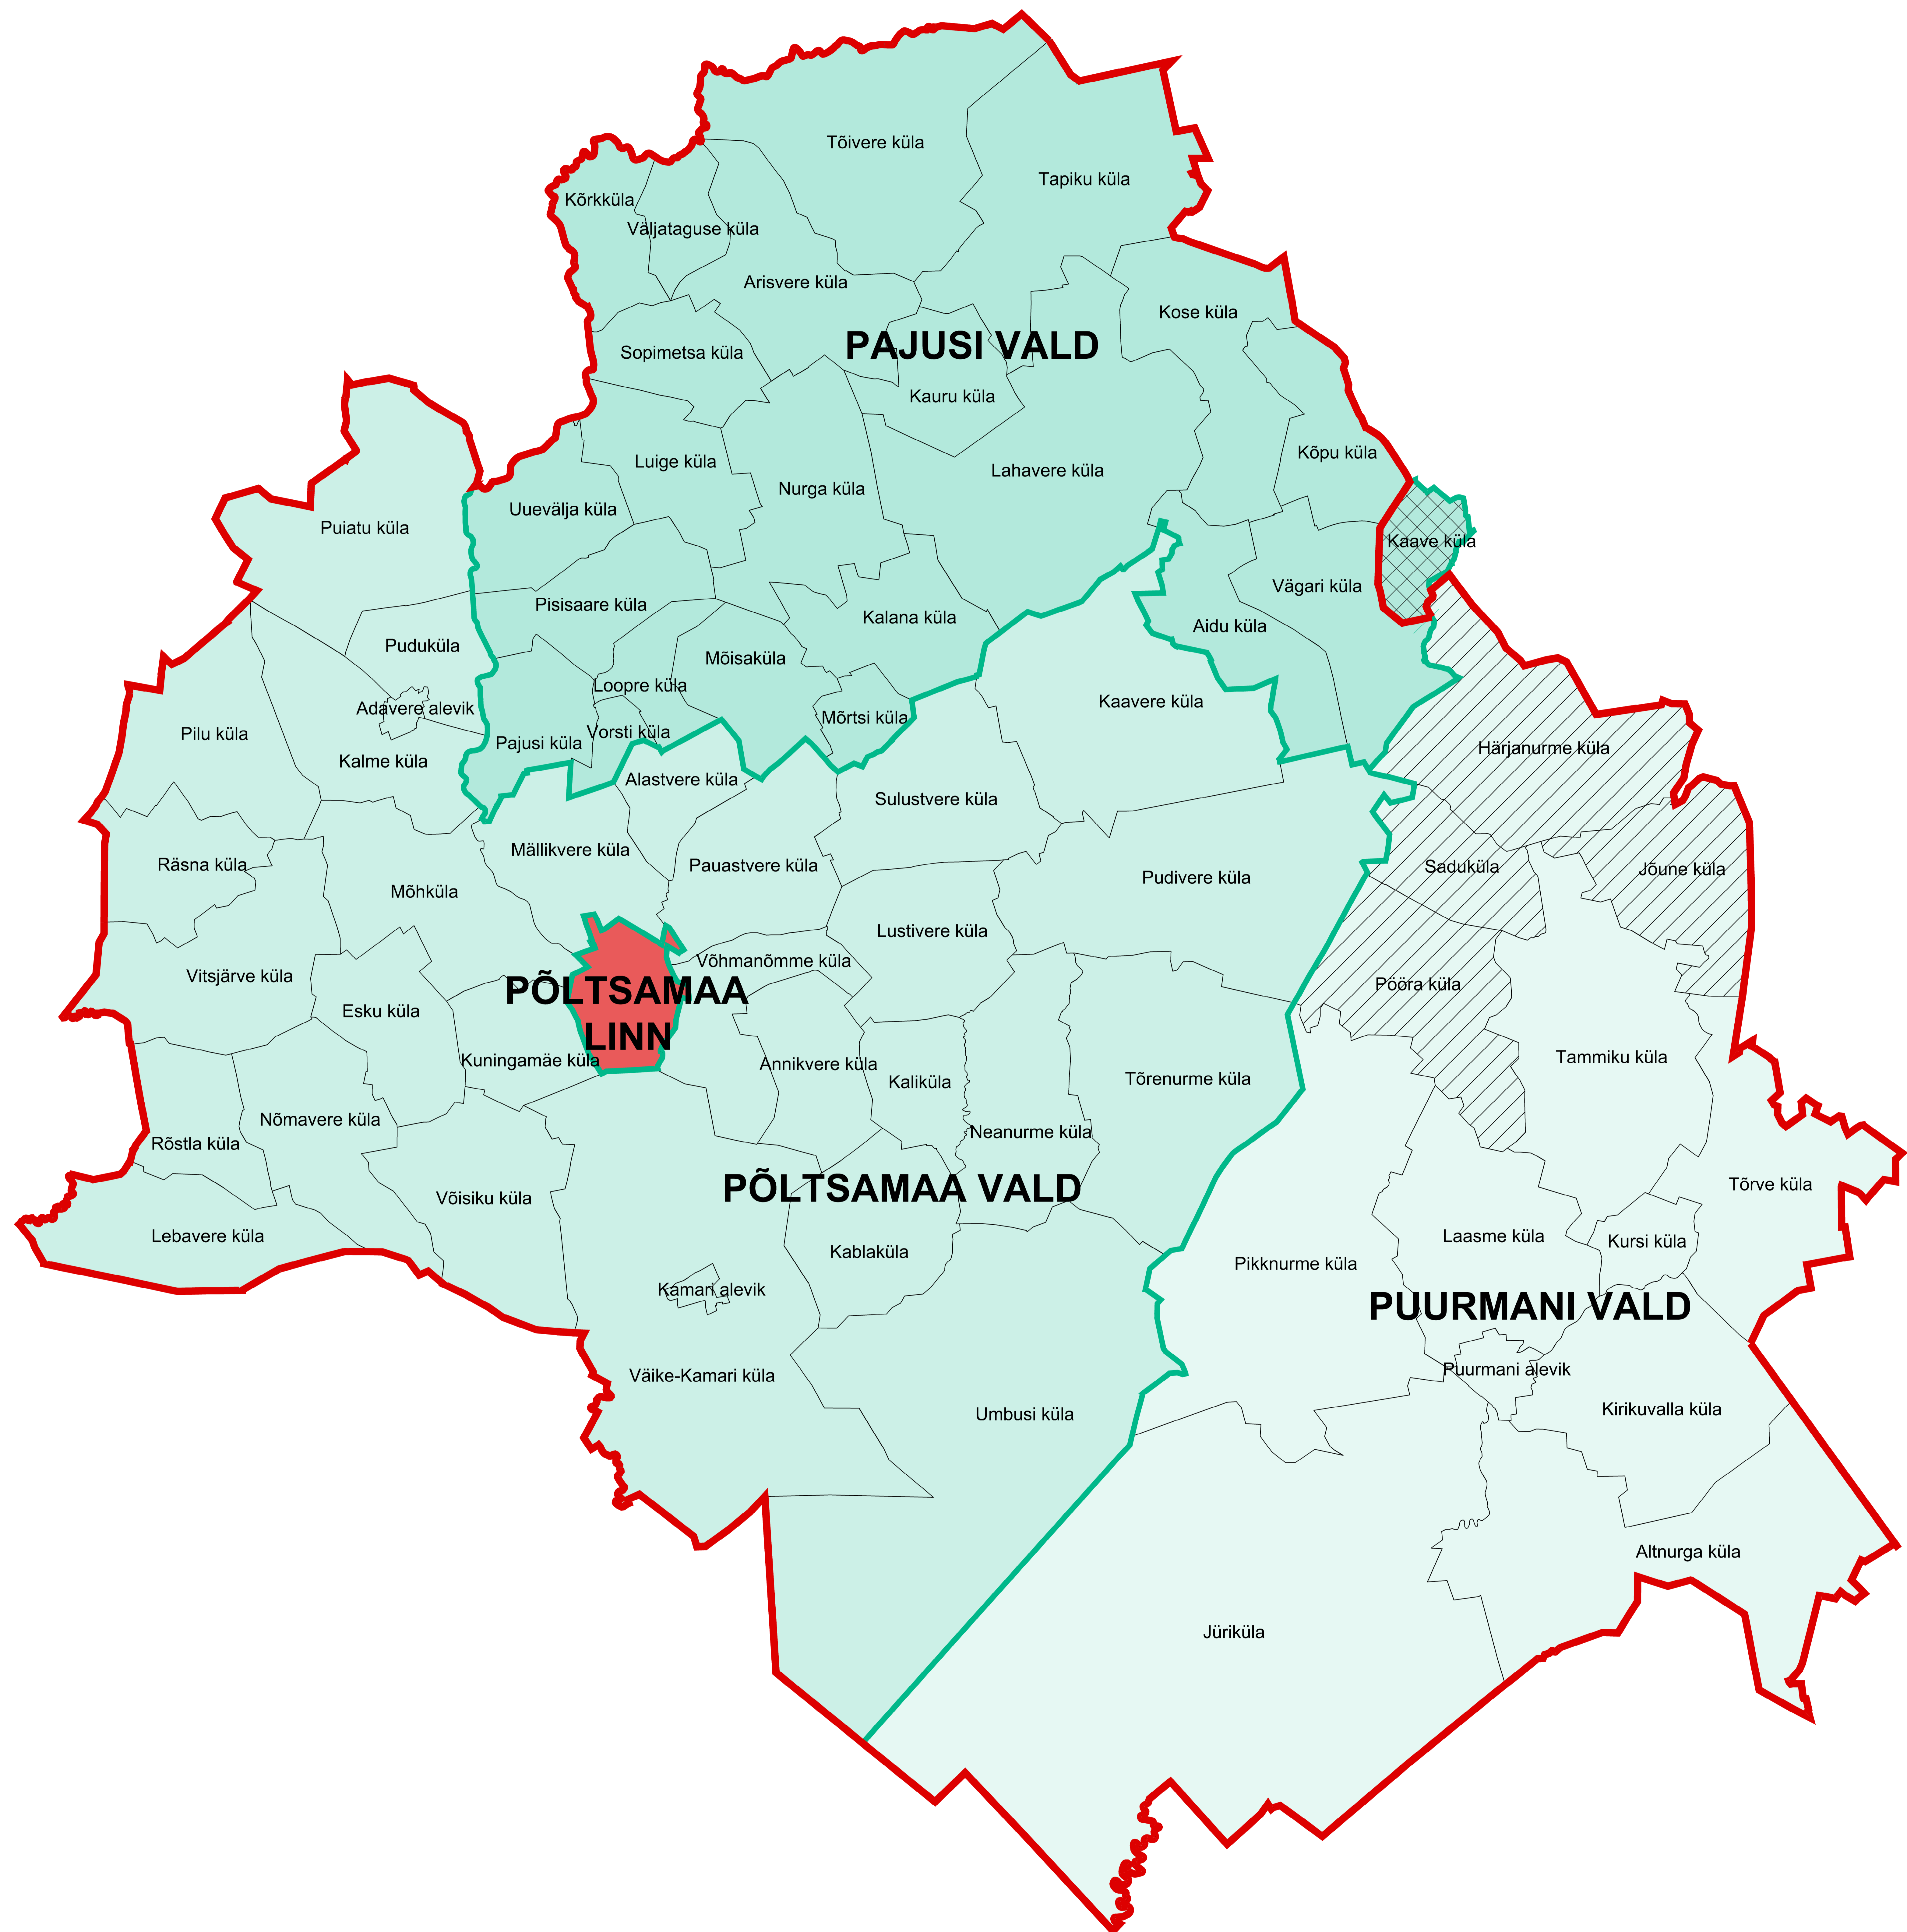 Tõivere küla
Tapiku küla
Kõrkküla
Väljataguse küla
Arisvere küla
Kose küla
PAJUSI VALD
Sopimetsa küla
Kauru küla
Kõpu küla
Luige küla
Lahavere küla
Nurga küla
Uuevälja küla
Puiatu küla
Kaave küla
Vägari küla
Pisisaare küla
Kalana küla
Aidu küla
Puduküla
Mõisaküla
Loopre küla
Kaavere küla
Adavere alevik
Mõrtsi küla
Pilu küla
Vorsti küla
Pajusi küla
Härjanurme küla
Kalme küla
Alastvere küla
Sulustvere küla
Mällikvere küla
Räsna küla
Pauastvere küla
Saduküla
Jõune küla
Pudivere küla
Mõhküla
Lustivere küla
Võhmanõmme küla
Vitsjärve küla
Pööra küla
PÕLTSAMAA
LINN
Esku küla
Kuningamäe küla
Annikvere küla
Tammiku küla
Kaliküla
Tõrenurme küla
Nõmavere küla
Neanurme küla
Rõstla küla
Tõrve küla
PÕLTSAMAA VALD
Võisiku küla
Lebavere küla
Laasme küla
Kursi küla
Kablaküla
Pikknurme küla
Kamari alevik
PUURMANI VALD
Puurmani alevik
Väike-Kamari küla
Kirikuvalla küla
Umbusi küla
Altnurga küla
Jüriküla